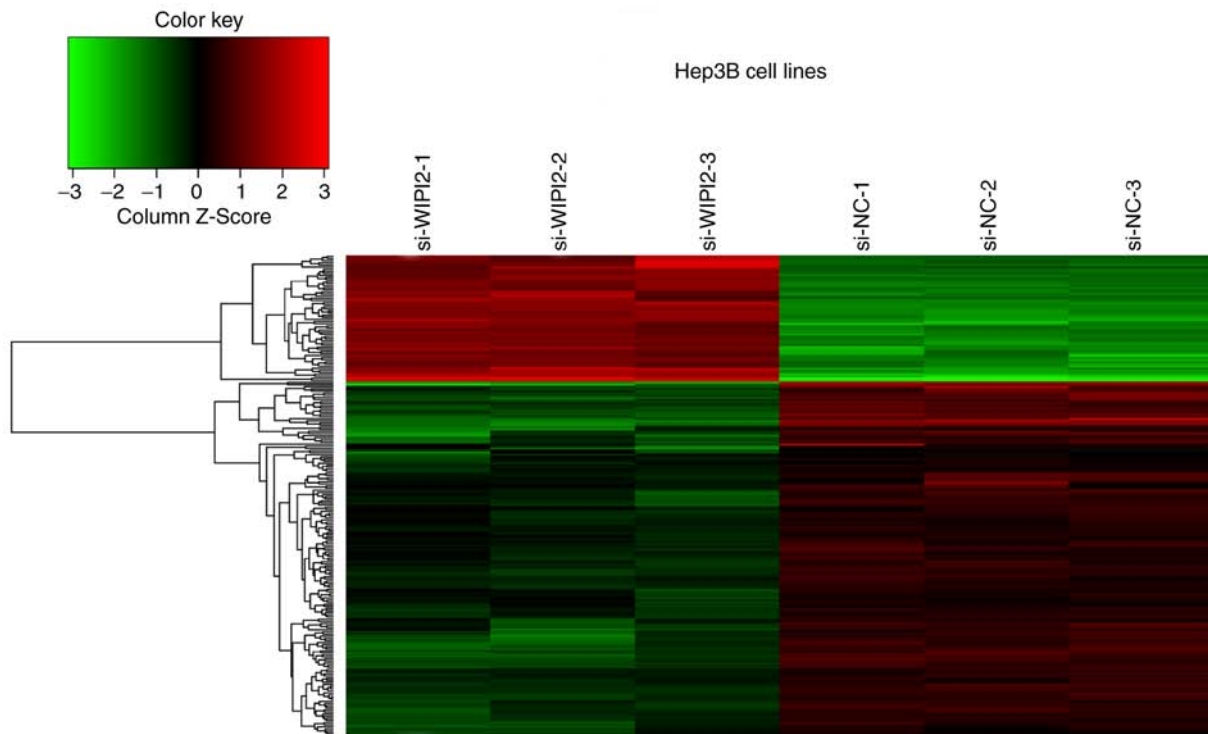 Color key
Hep3B cell lines
si-WIPI2-1
si-WIPI2-2
si-WIPI2-3
si-NC-1
si-NC-2
si-NC-3
−3 −2 −1 0 1 2 3
Column Z-Score